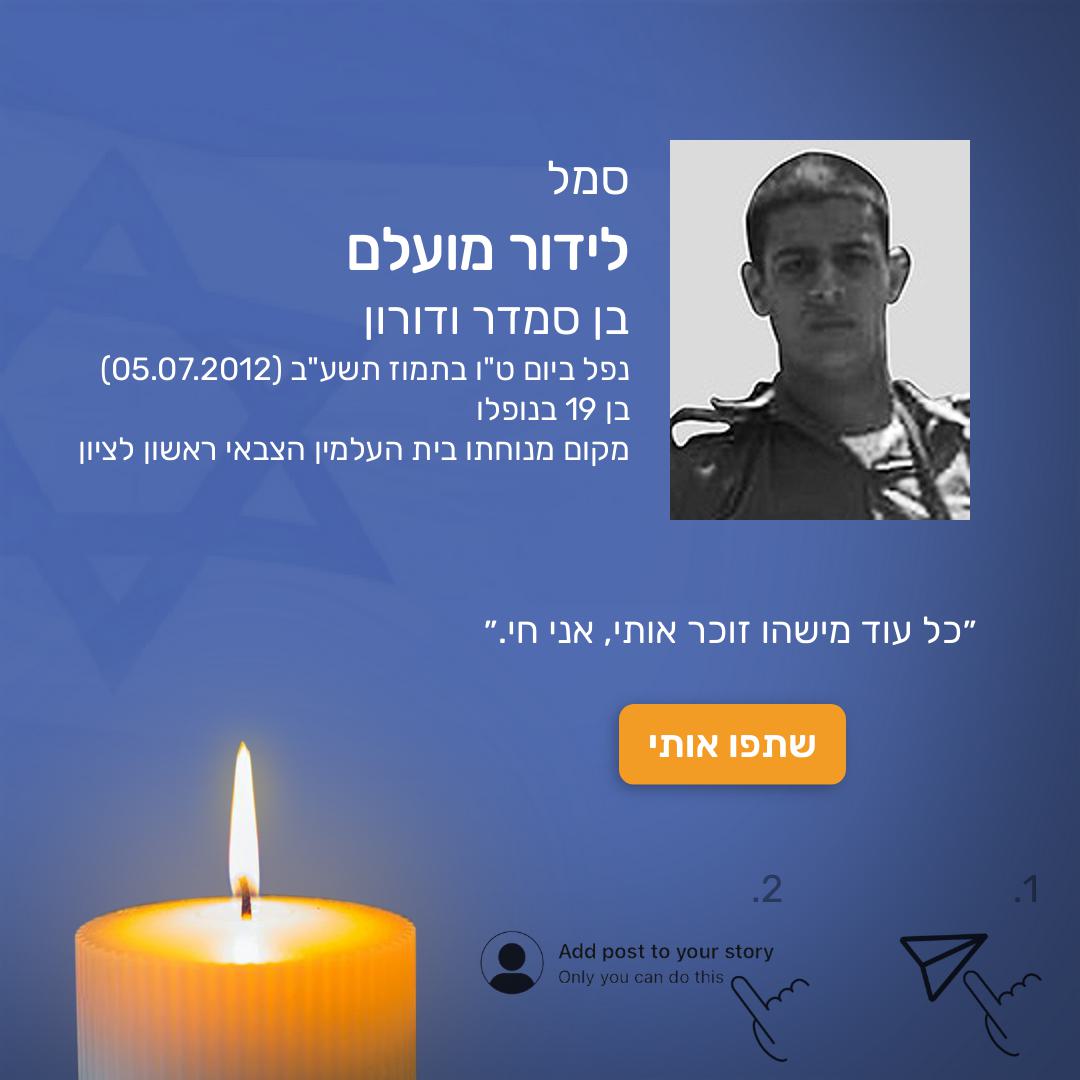 סמל
לידור מועלם
בן סמדר ודורון
נפל ביום ט"ו בתמוז תשע"ב (05.07.2012)
בן 19 בנופלו
מקום מנוחתו בית העלמין הצבאי ראשון לציון
״כל עוד מישהו זוכר אותי, אני חי.״
שתפו אותי
.1
.2
Add post to your story
Only you can do this